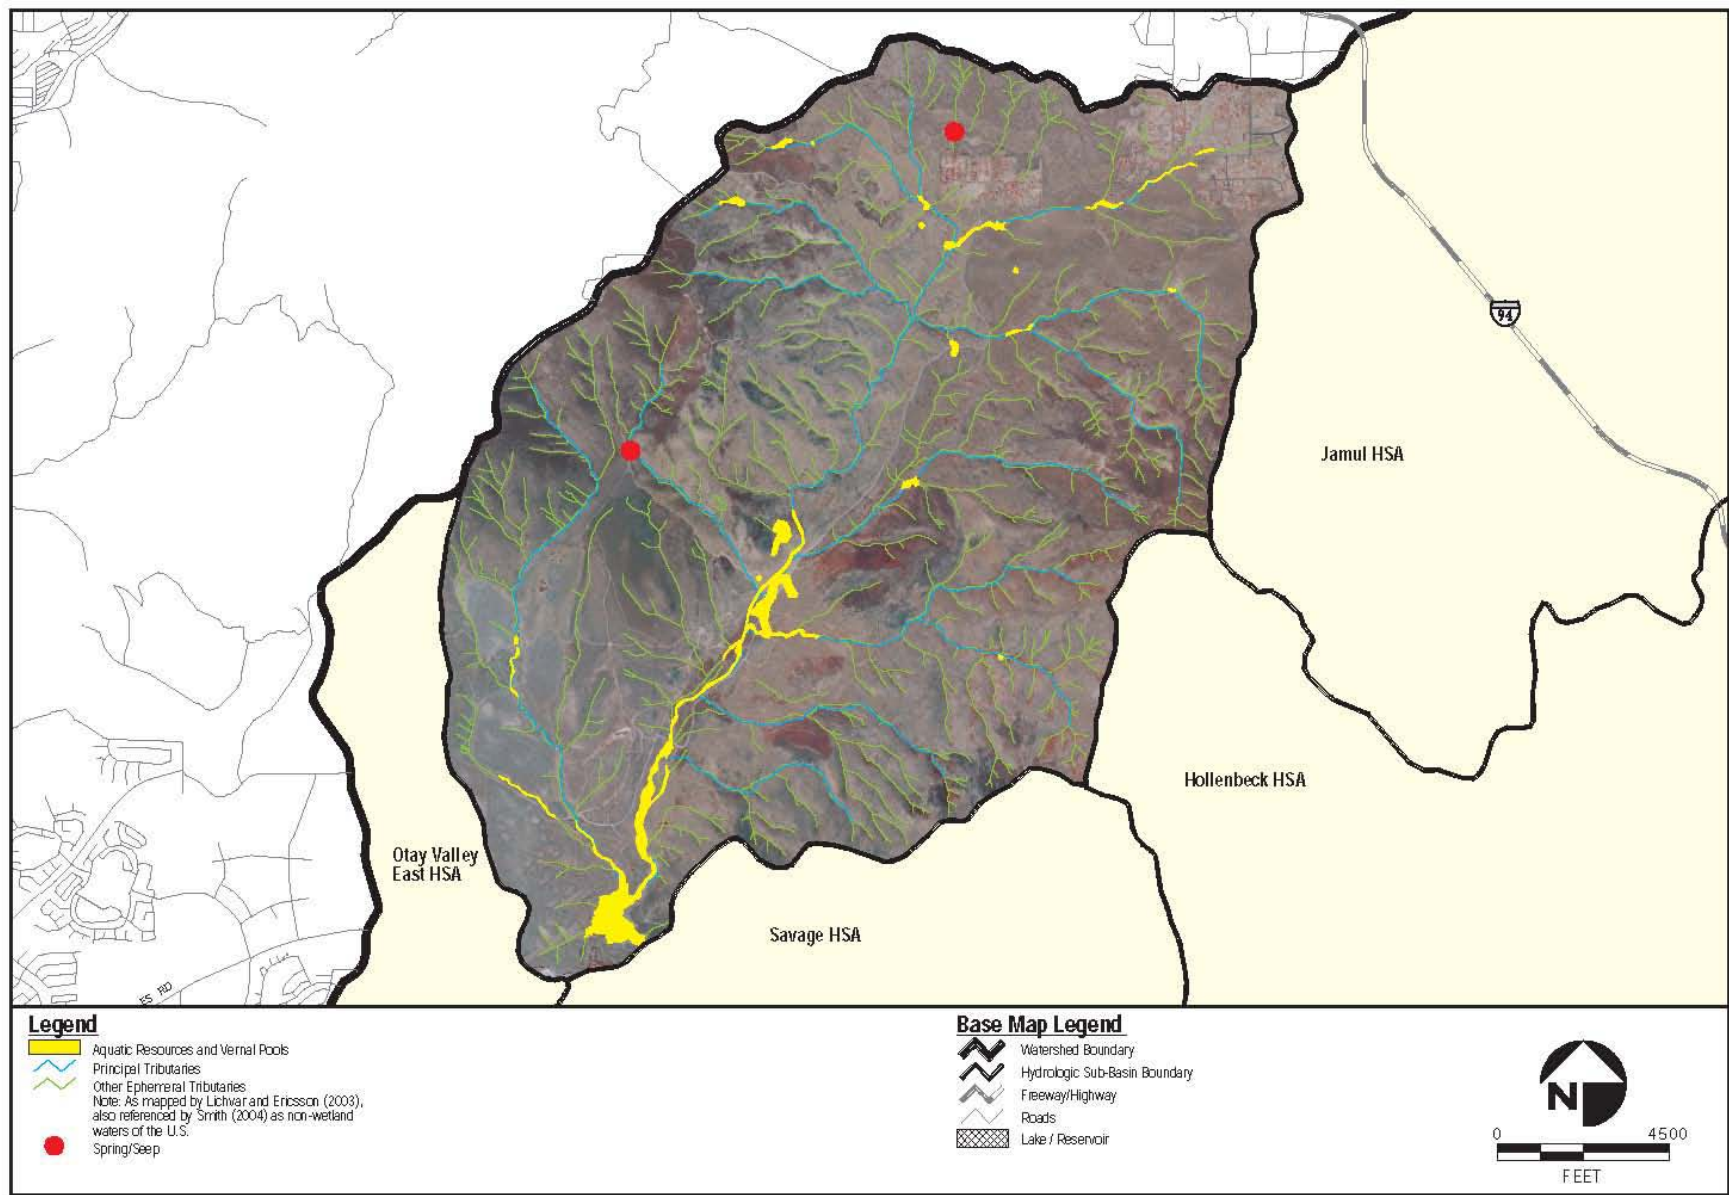 94
Jamul HSA
Hollenbeck HSA
Otay Valley
East HSA
Savage HSA
ES RD
Legend
Aquatic Resources and Vernal Pools
Principal Tributaries
Other Ephemeral Tributaries
Note: As mapped by Lichvar and Ericsson (2003),
also referenced by Smith (2004) as non-wetland
waters of the U.S.
Spring/Seep
Base Map Legend
Watershed Boundary
Hydrologic Sub-Basin Boundary
Freeway/Highway
Roads
Lake / Reservoir
N
0 4500
FEET